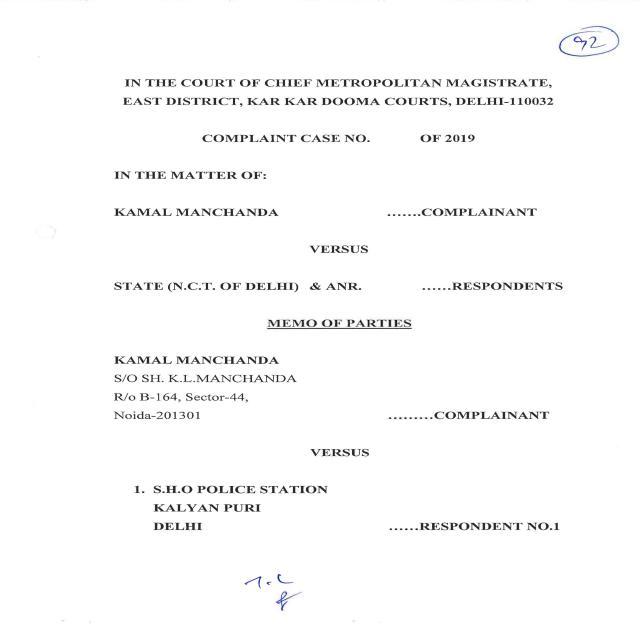 92
IN THE COURT OF CHIEF METROPOLITAN MAGISTRATE,
EAST DISTRICT, KAR KAR DOOMA COURTS, DELHI-110032
COMPLAINT CASE NO. OF 2019
IN THE MATTER OF:
KAMAL MANCHANDA .......COMPLAINANT
VERSUS
STATE (N.C.T. OF DELHI) & ANR. ......RESPONDENTS
MEMO OF PARTIES
KAMAL MANCHANDA
S/O SH. K.L.MANCHANDA
R/o B-164, Sector-44,
Noida-201301 .........COMPLAINANT
VERSUS
1. S.H.O POLICE STATION
KALYAN PURI
DELHI ......RESPONDENT NO.1